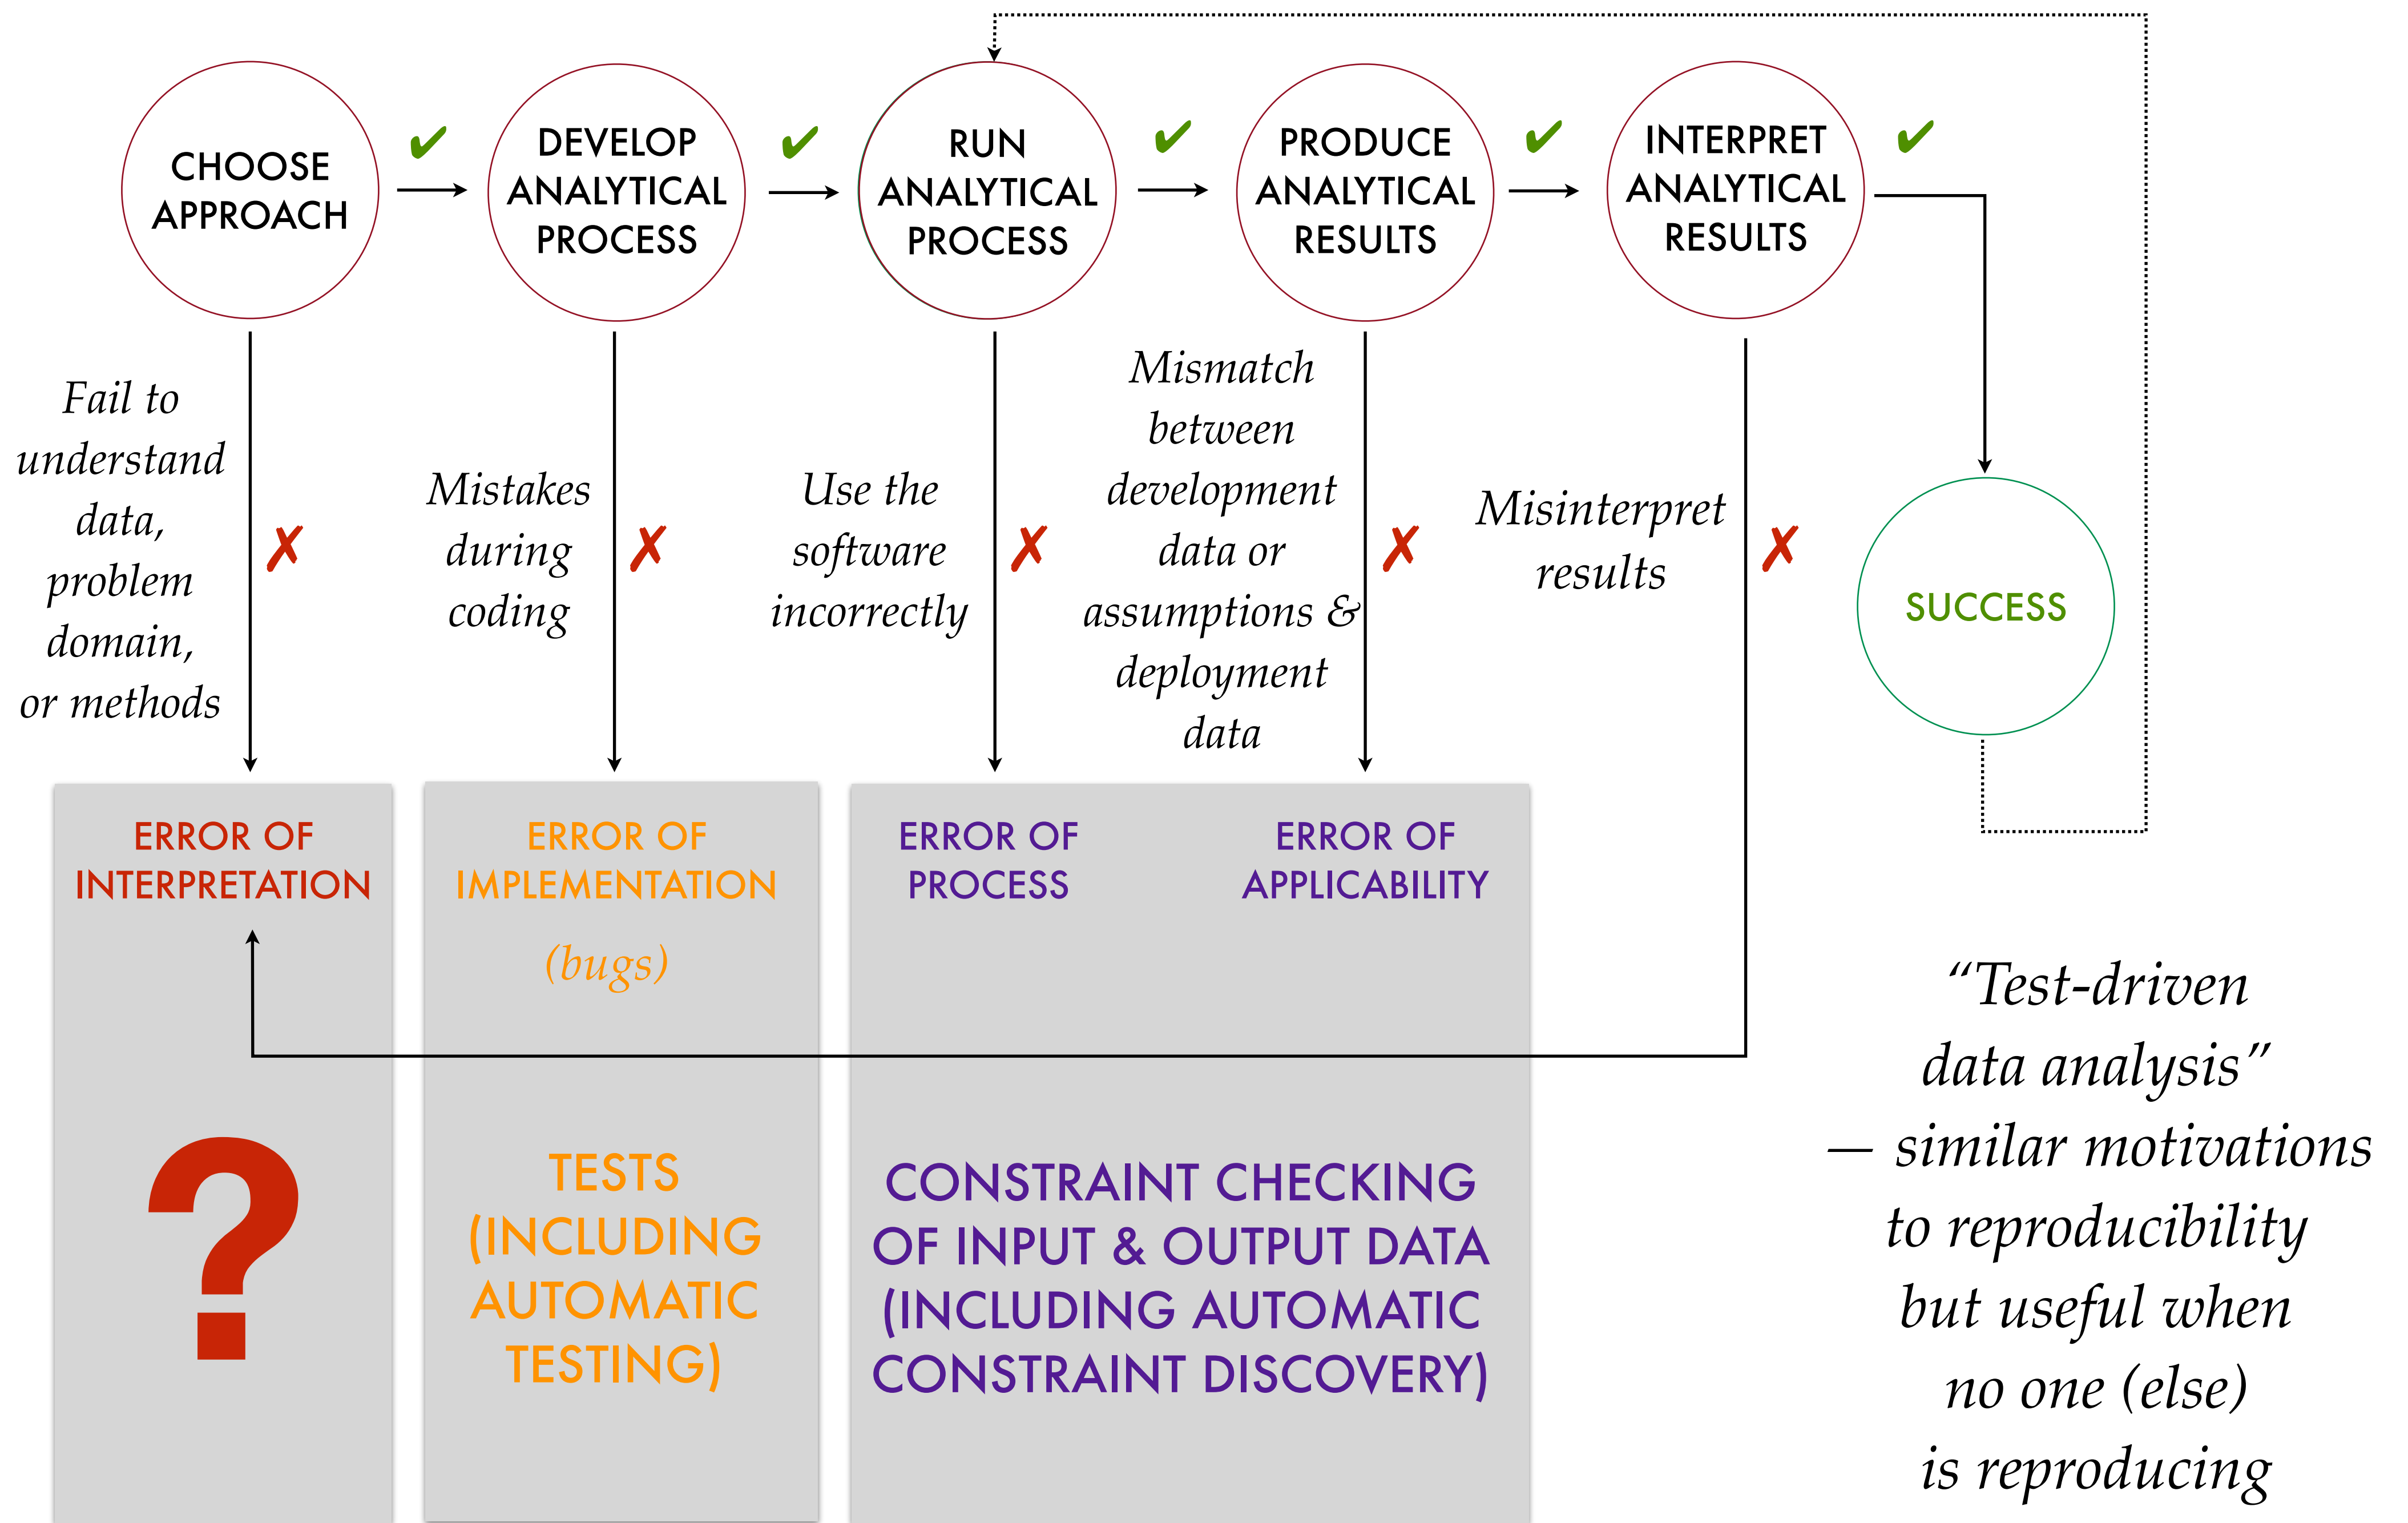 CHOOSE
APPROACH
DEVELOP
ANALYTICAL
PROCESS
RUN
ANALYTICAL
PROCESS
PRODUCE
ANALYTICAL
RESULTS
INTERPRET
ANALYTICAL
RESULTS
Fail to
understand
data,
problem
domain,
or methods
Mistakes
during
coding
Use the
software
incorrectly
Mismatch
between
development
data or
assumptions &
deployment
data
Misinterpret
results
SUCCESS
ERROR OF
INTERPRETATION
ERROR OF
IMPLEMENTATION
(bugs)
ERROR OF
PROCESS
ERROR OF
APPLICABILITY
?
TESTS
(INCLUDING
AUTOMATIC
TESTING)
CONSTRAINT CHECKING
OF INPUT & OUTPUT DATA
(INCLUDING AUTOMATIC
CONSTRAINT DISCOVERY)
“Test-driven
data analysis”
— similar motivations
to reproducibility
but useful when
no one (else)
is reproducing